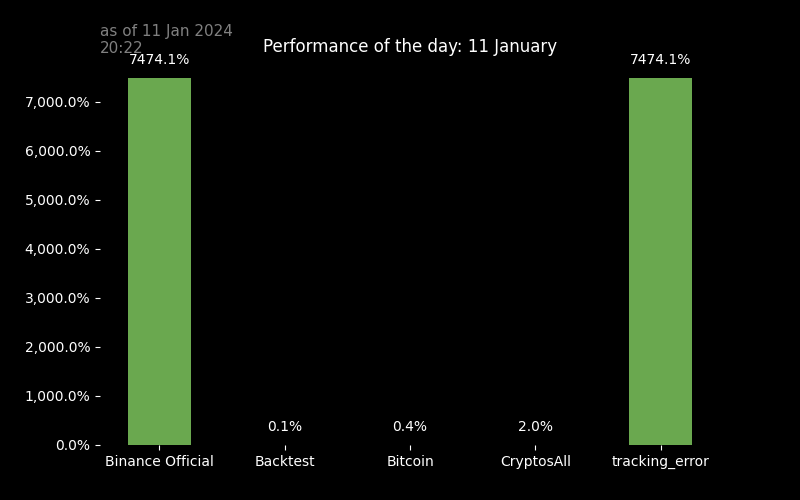 as of 11 Jan 2024
20:22
Performance of the day: 11 January
7474.1%
7474.1%
7,000.0%
6,000.0%
5,000.0%
4,000.0%
3,000.0%
2,000.0%
1,000.0%
0.0%
0.1%
0.4%
2.0%
Binance Official
Backtest
Bitcoin
CryptosAll
tracking_error